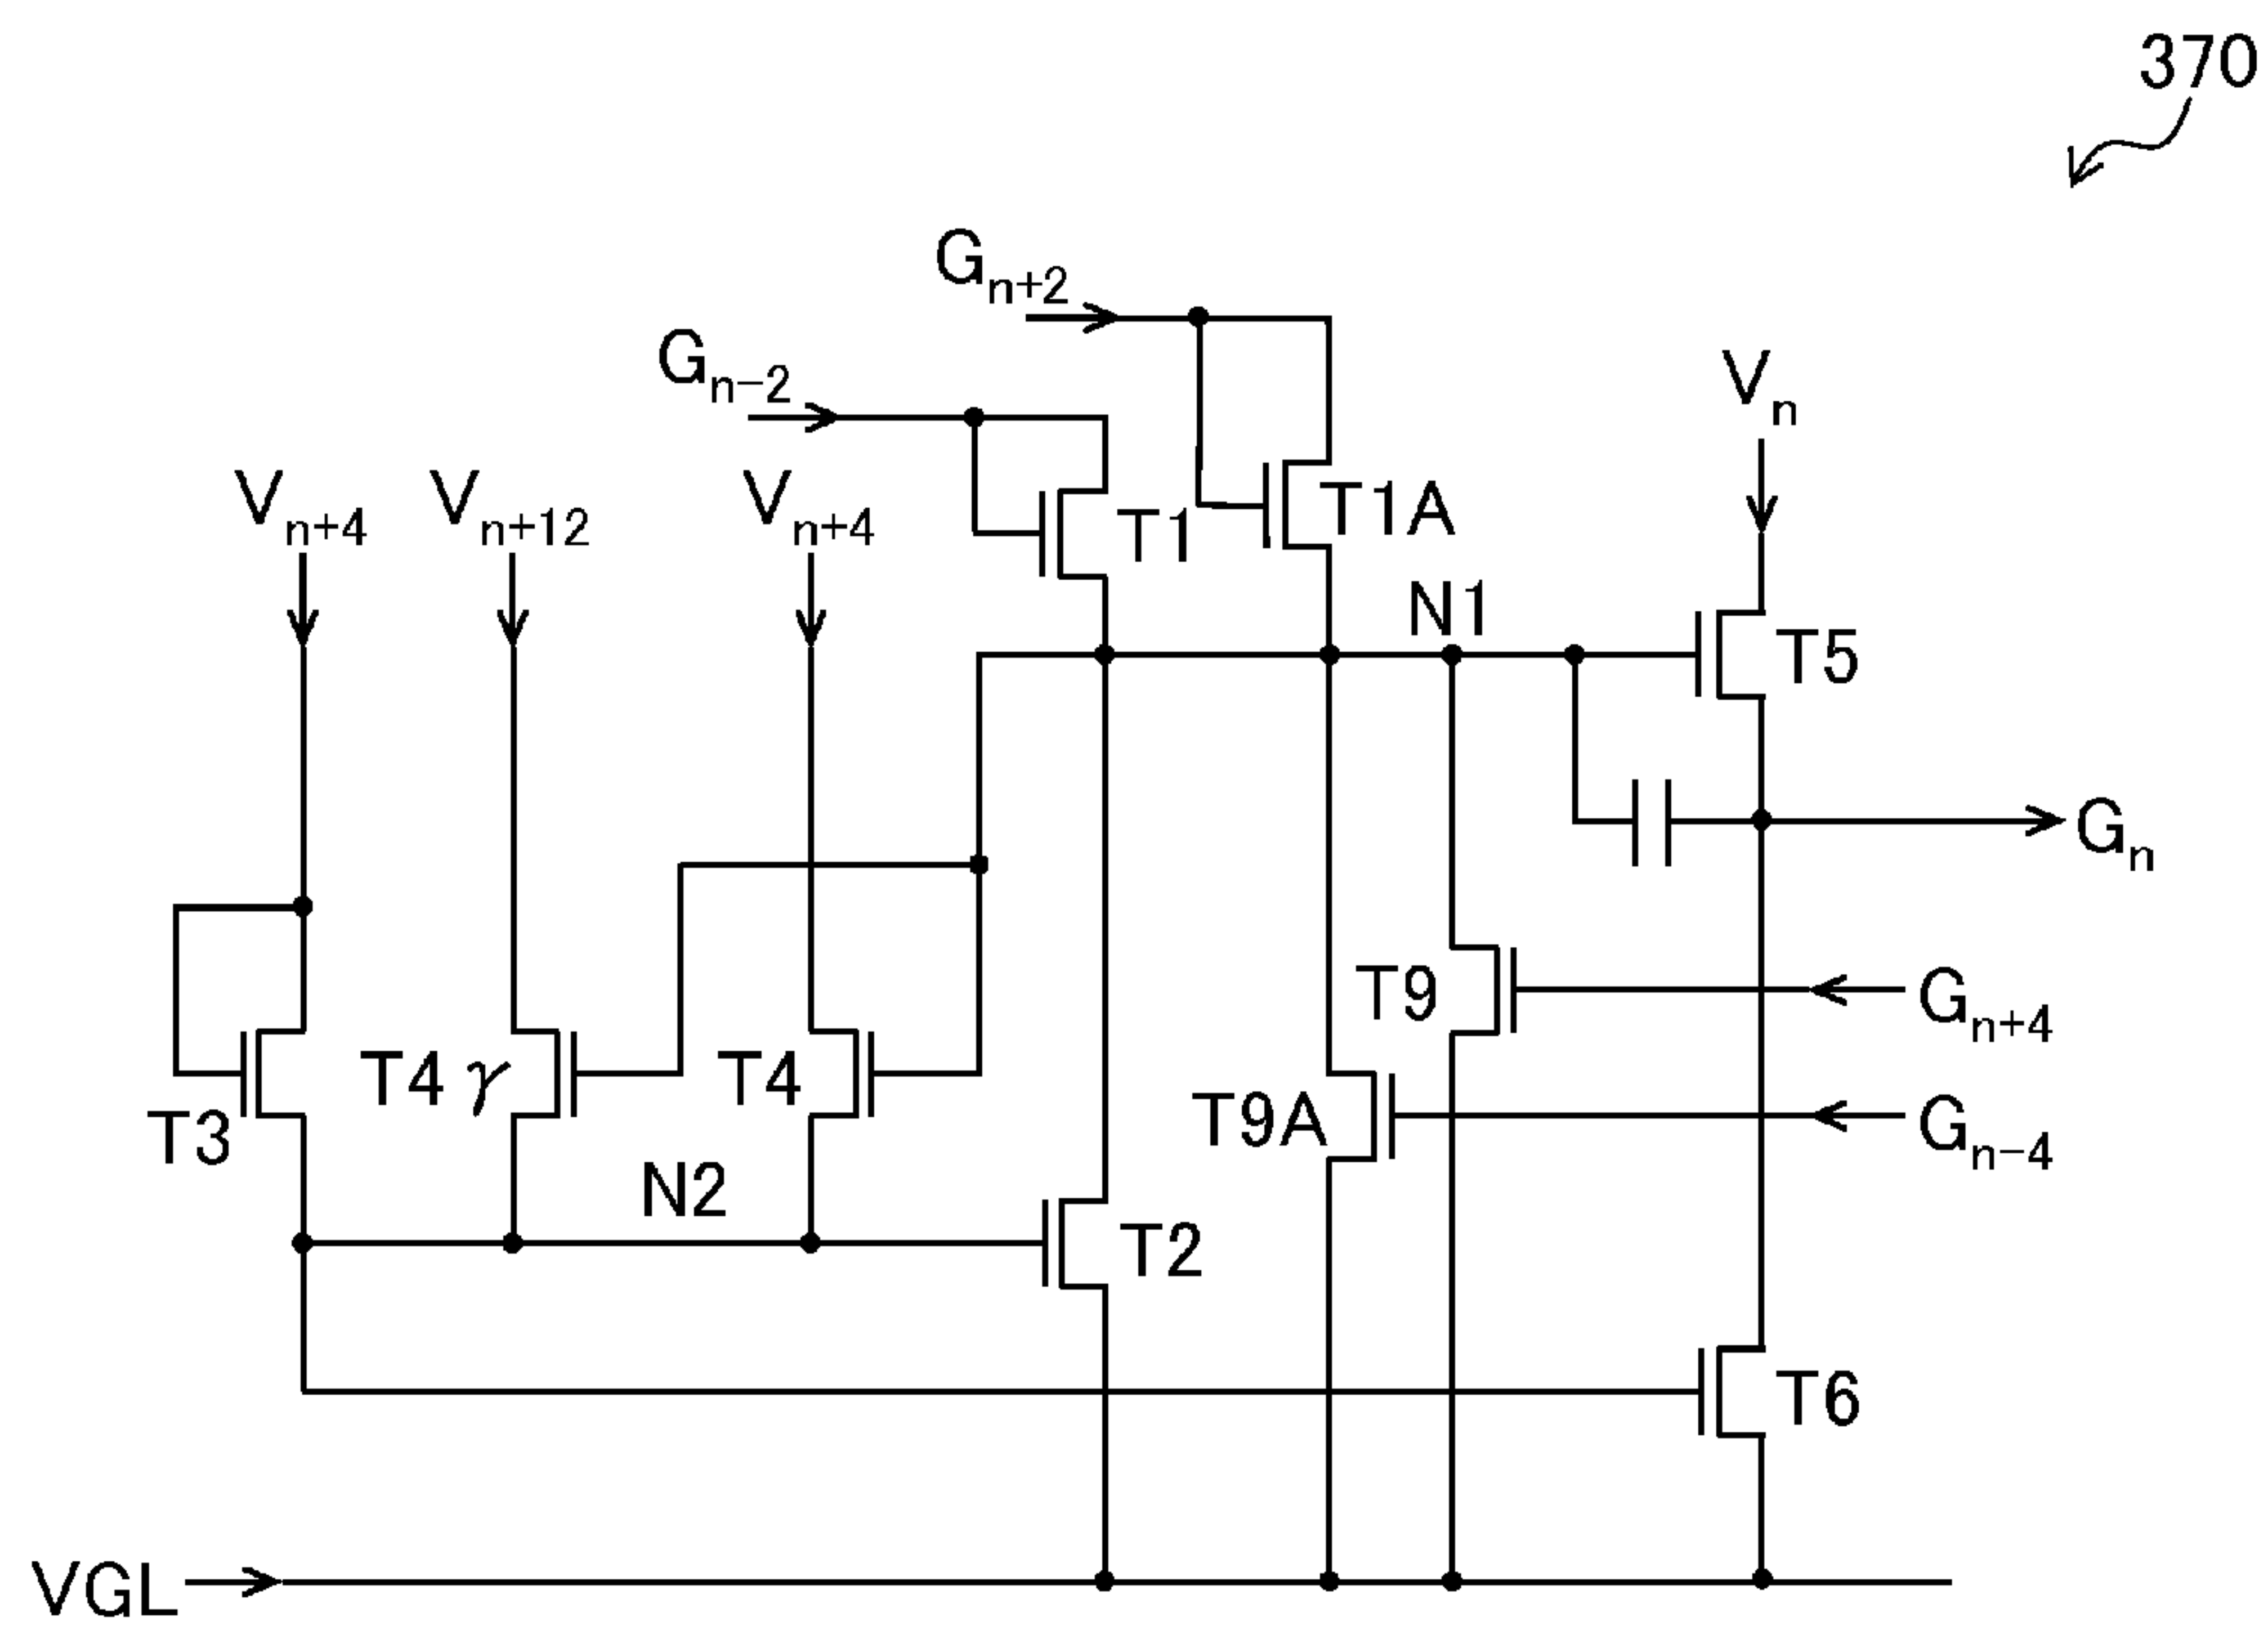 370
Gn+2
Gn−2
Vn
Vn+4
Vn+12
Vn+4
T1
T1A
N1
T5
Gn
T9
Gn+4
T3
T4γ
T4
T9A
Gn−4
N2
T2
T6
VGL